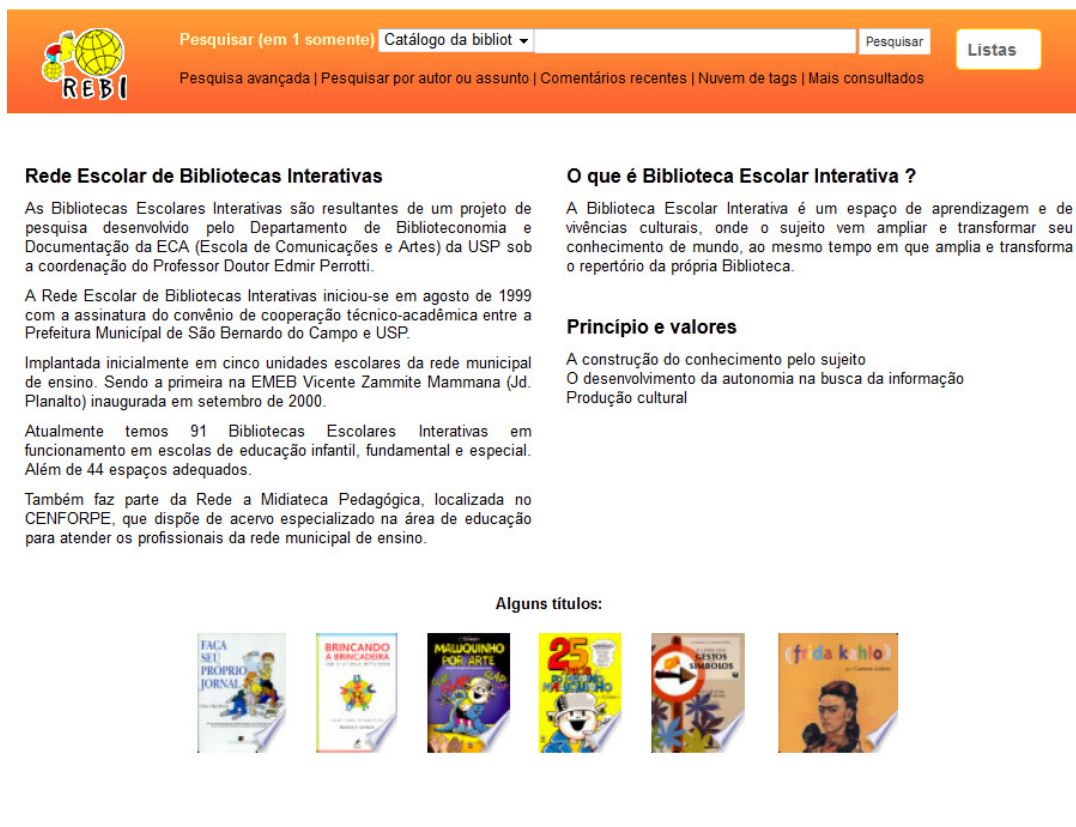 REBI
Pesquisar (em 1 somente) Catálogo da bibliot Pesquisar
Listas
Pesquisa avançada | Pesquisar por autor ou assunto | Comentários recentes | Nuvem de tags | Mais consultados
Rede Escolar de Bibliotecas Interativas
As Bibliotecas Escolares Interativas são resultantes de um projeto de
pesquisa desenvolvido pelo Departamento de Biblioteconomia e
Documentação da ECA (Escola de Comunicações e Artes) da USP sob
a coordenação do Professor Doutor Edmir Perrotti.
A Rede Escolar de Bibliotecas Interativas iniciou-se em agosto de 1999
com a assinatura do convênio de cooperação técnico-acadêmica entre a
Prefeitura Municípal de São Bernardo do Campo e USP.
Implantada inicialmente em cinco unidades escolares da rede municipal
de ensino. Sendo a primeira na EMEB Vicente Zammite Mammana (Jd.
Planalto) inaugurada em setembro de 2000.
Atualmente temos 91 Bibliotecas Escolares Interativas em
funcionamento em escolas de educação infantil, fundamental e especial.
Além de 44 espaços adequados.
Também faz parte da Rede a Midiateca Pedagógica, localizada no
CENFORPE, que dispõe de acervo especializado na área de educação
para atender os profissionais da rede municipal de ensino.
O que é Biblioteca Escolar Interativa ?
A Biblioteca Escolar Interativa é um espaço de aprendizagem e de
vivências culturais, onde o sujeito vem ampliar e transformar seu
conhecimento de mundo, ao mesmo tempo em que amplia e transforma
o repertório da própria Biblioteca.
Princípio e valores
A construção do conhecimento pelo sujeito
O desenvolvimento da autonomia na busca da informação
Produção cultural
Alguns títulos:
FAÇA
SEU
PRÓPRIO
JORNAL
BRINCANDO
A BRINCADEIRA
MALUQUINHO
POR ARTE
25
MALUQUINHO
GESTOS
SÍMBOLOS
(frida kahlo)